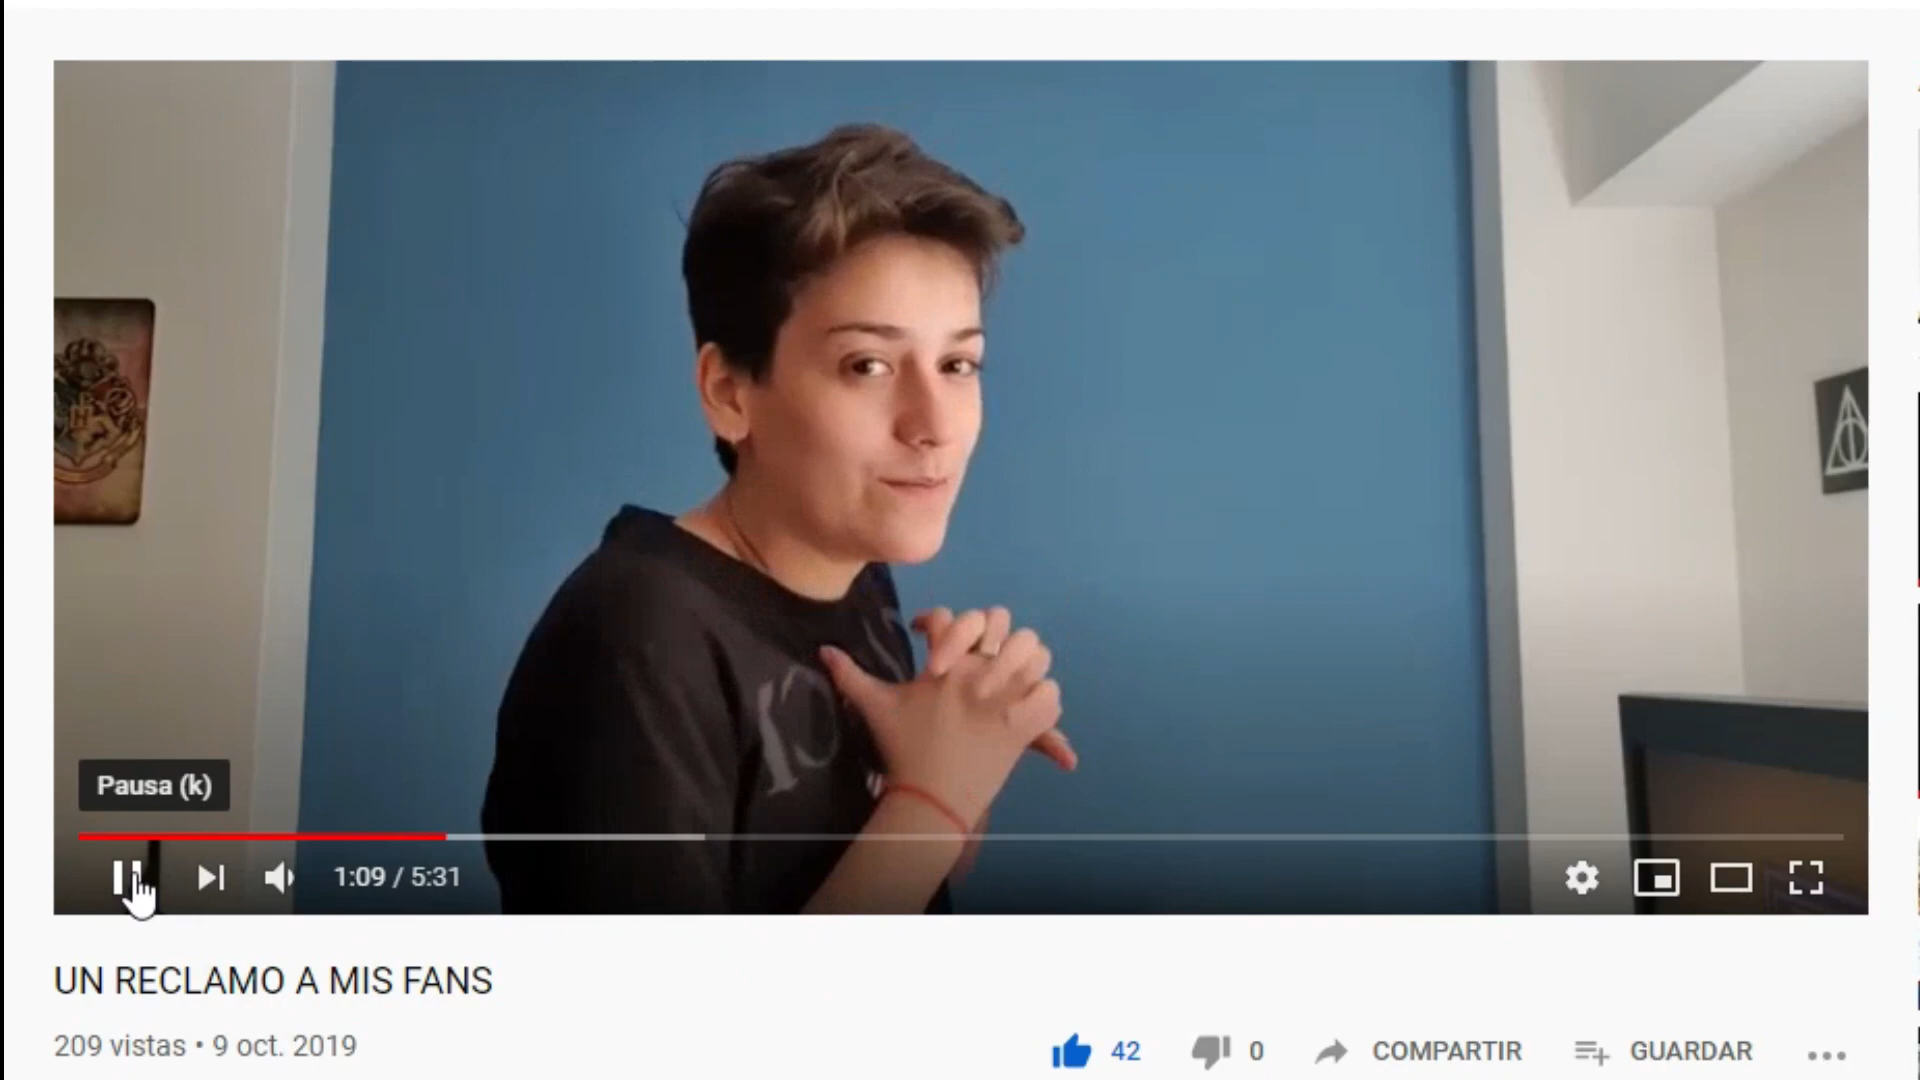 Pausa (k)
1:09 / 5:31
UN RECLAMO A MIS FANS
209 vistas • 9 oct. 2019
42
0
COMPARTIR
GUARDAR